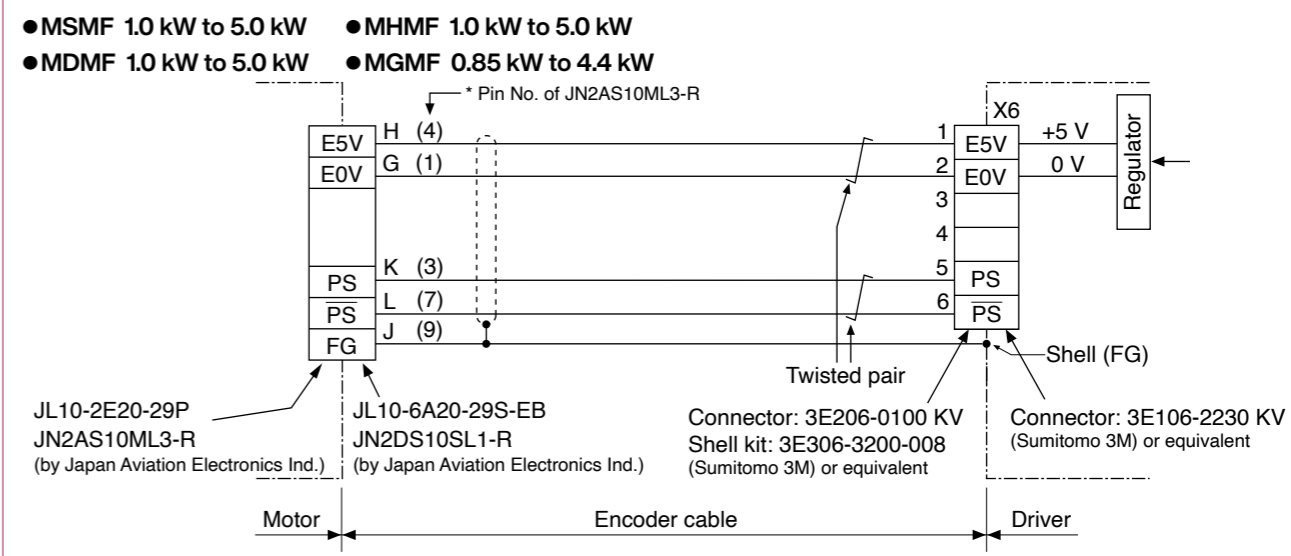 ●MSMF 1.0 kW to 5.0 kW ●MHMF 1.0 kW to 5.0 kW
●MDMF 1.0 kW to 5.0 kW ●MGMF 0.85 kW to 4.4 kW
* Pin No. of JN2AS10ML3-R
X6
E5V H (4) 1 E5V +5 V
E0V G (1) 2 E0V 0 V
Regulator
3
4
PS K (3) 5 PS
P̅S̅ L (7) 6 P̅S̅
FG J (9)
Shell (FG)
Twisted pair
JL10-2E20-29P
JN2AS10ML3-R
(by Japan Aviation Electronics Ind.)
JL10-6A20-29S-EB
JN2DS10SL1-R
(by Japan Aviation Electronics Ind.)
Connector: 3E206-0100 KV
Shell kit: 3E306-3200-008
(Sumitomo 3M) or equivalent
Connector: 3E106-2230 KV
(Sumitomo 3M) or equivalent
Motor Encoder cable Driver